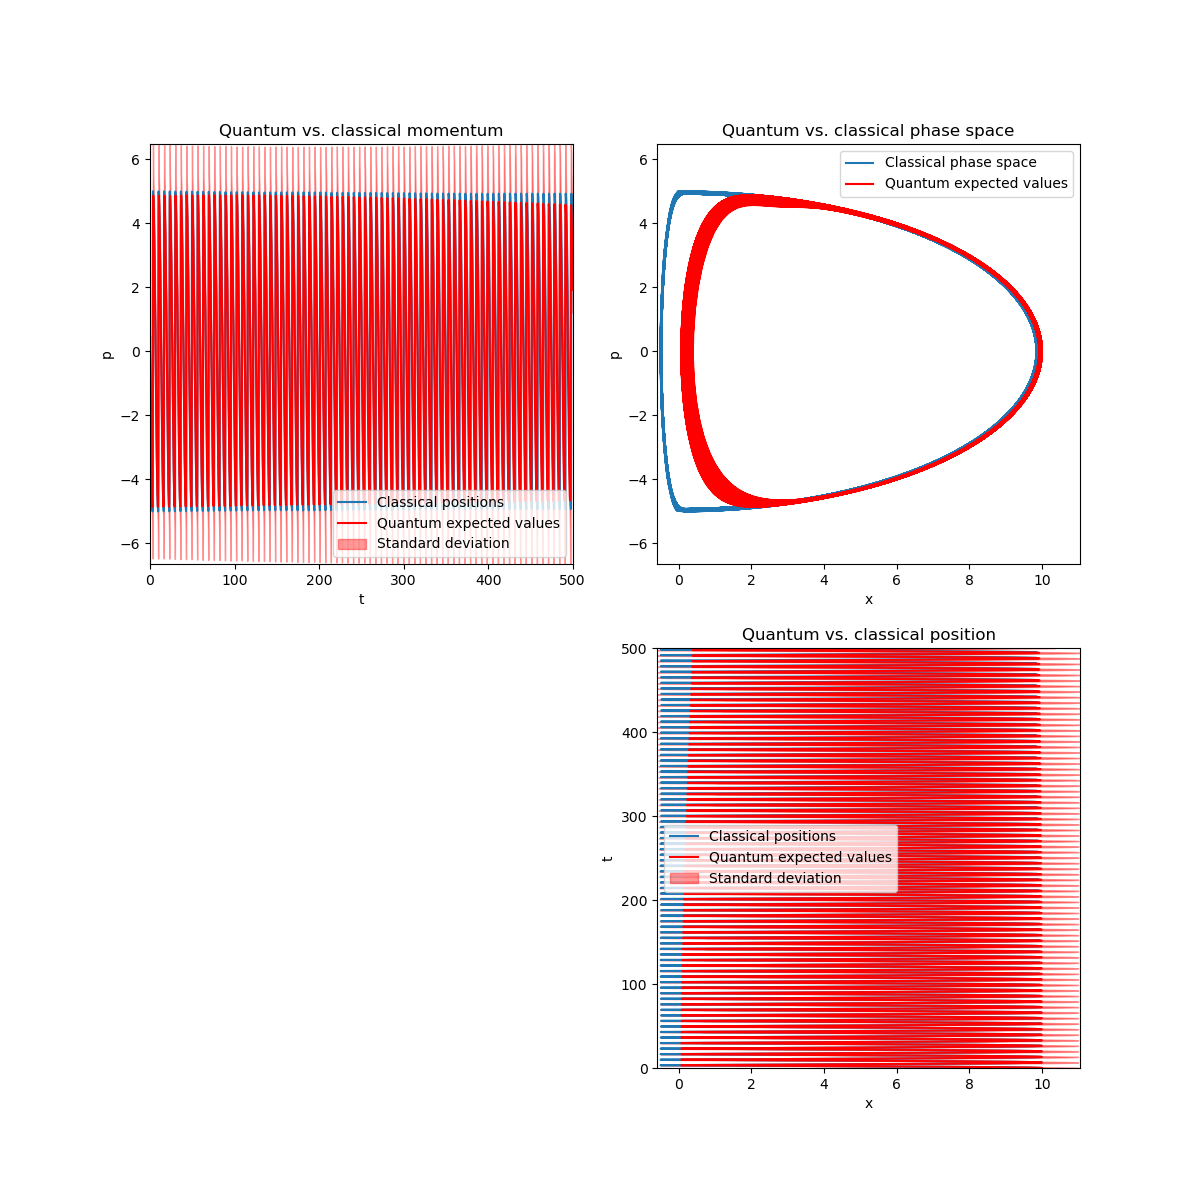 Quantum vs. classical momentum
6
4
2
0
−2
−4
−6
p
Classical positions
Quantum expected values
Standard deviation
0
100
200
300
400
500
t
Quantum vs. classical phase space
6
4
2
0
−2
−4
−6
p
Classical phase space
Quantum expected values
0
2
4
6
8
10
x
Quantum vs. classical position
500
400
300
200
100
0
t
Classical positions
Quantum expected values
Standard deviation
0
2
4
6
8
10
x